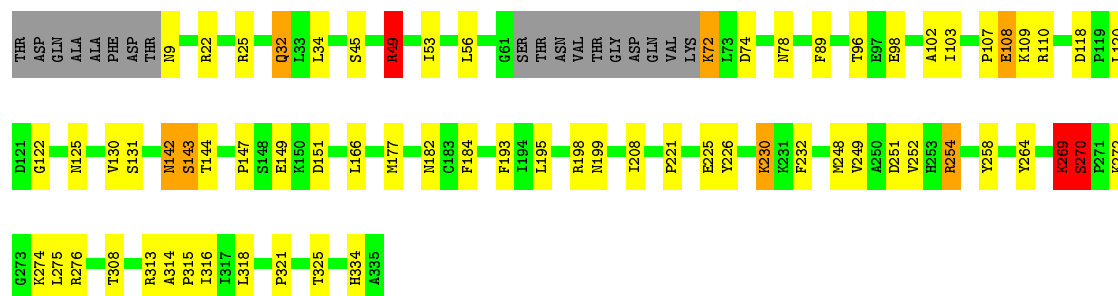 THR ASP GLN ALA ALA PHE ASP THR N9 R22 R25 Q32 L33 L34 S45 R49 I53 L56 G61 SER THR ASN VAL THR GLY ASP GLN VAL LYS K72 L73 D74 N78 F89 T96 E97 E98 A102 I103 P107 E108 K109 R110 D118 P119 L120
D121 G122 N125 V130 S131 N142 S143 T144 P147 S148 E149 K150 D151 L166 M177 N182 C183 F184 F193 I194 L195 R198 N199 I208 P221 E225 Y226 K230 K231 F232 M248 V249 A250 D251 V252 H253 R254 Y258 Y264 K269 S270 P271 K272
G273 K274 L275 R276 T308 R313 A314 P315 I316 I317 L318 P321 T325 H334 A335